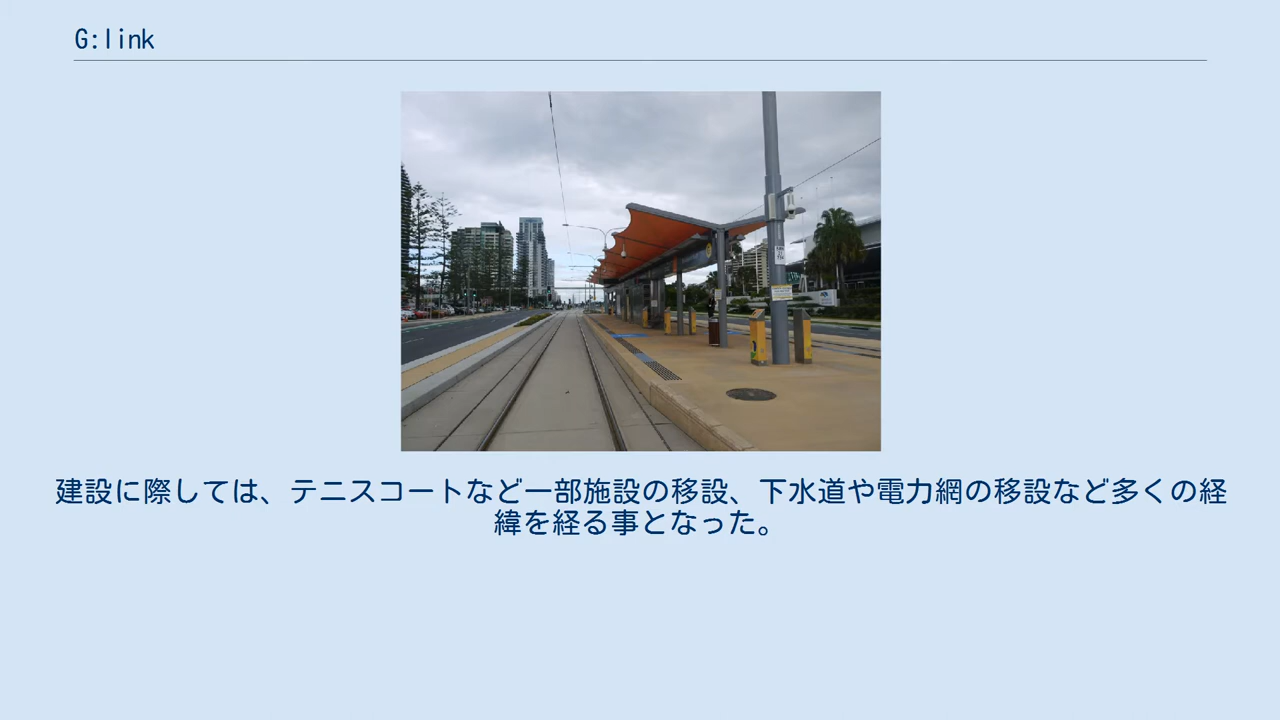 G:link
建設に際しては、テニスコートなど一部施設の移設、下水道や電力網の移設など多くの経
緯を経る事となった。